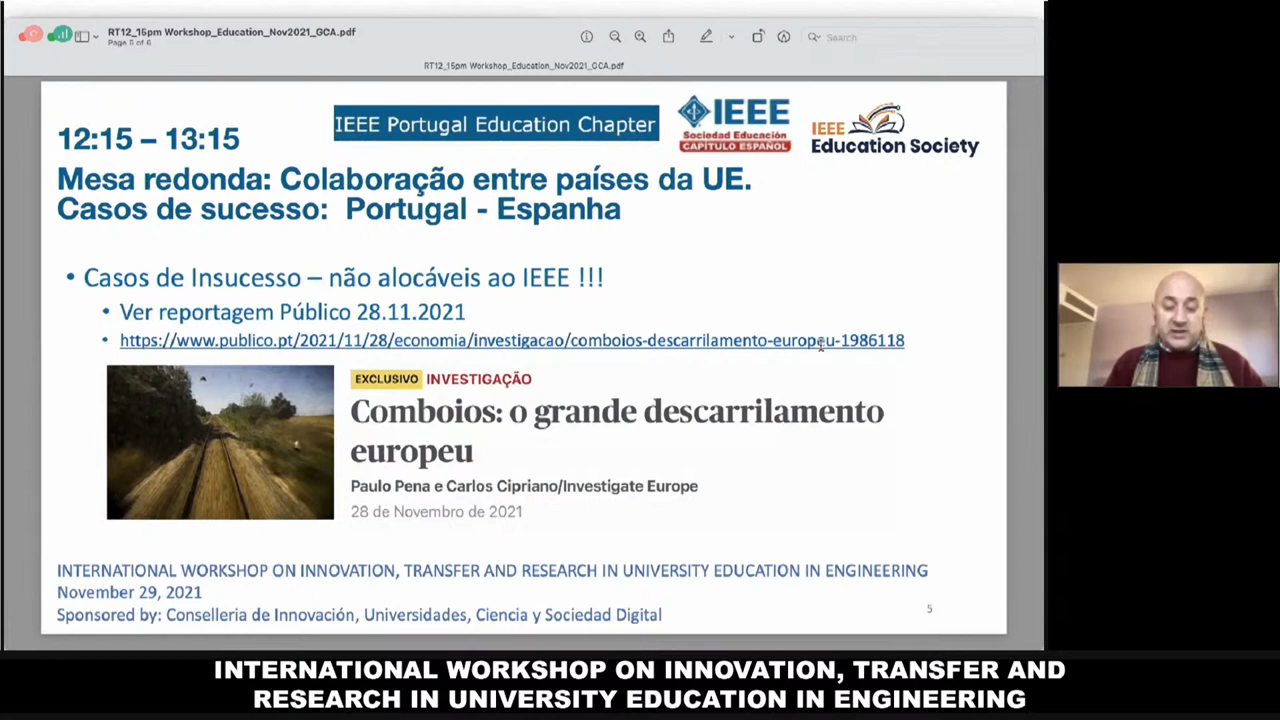 RT12_15pm Workshop_Education_Nov2021_GCA.pdf
Page 6 of 6
Search
RT12_15pm Workshop_Education_Nov2021_GCA.pdf
IEEE Portugal Education Chapter
IEEE
Sociedad Educación
CAPÍTULO ESPAÑOL
IEEE
Education Society
12:15 – 13:15
Mesa redonda: Colaboração entre países da UE.
Casos de sucesso: Portugal - Espanha
• Casos de Insucesso – não alocáveis ao IEEE !!!
• Ver reportagem Público 28.11.2021
• https://www.publico.pt/2021/11/28/economia/investigacao/comboios-descarrilamento-europeu-1986118
EXCLUSIVO INVESTIGAÇÃO
Comboios: o grande descarrilamento
europeu
Paulo Pena e Carlos Cipriano/Investigate Europe
28 de Novembro de 2021
INTERNATIONAL WORKSHOP ON INNOVATION, TRANSFER AND RESEARCH IN UNIVERSITY EDUCATION IN ENGINEERING
November 29, 2021
Sponsored by: Conselleria de Innovación, Universidades, Ciencia y Sociedad Digital
5
INTERNATIONAL WORKSHOP ON INNOVATION, TRANSFER AND
RESEARCH IN UNIVERSITY EDUCATION IN ENGINEERING